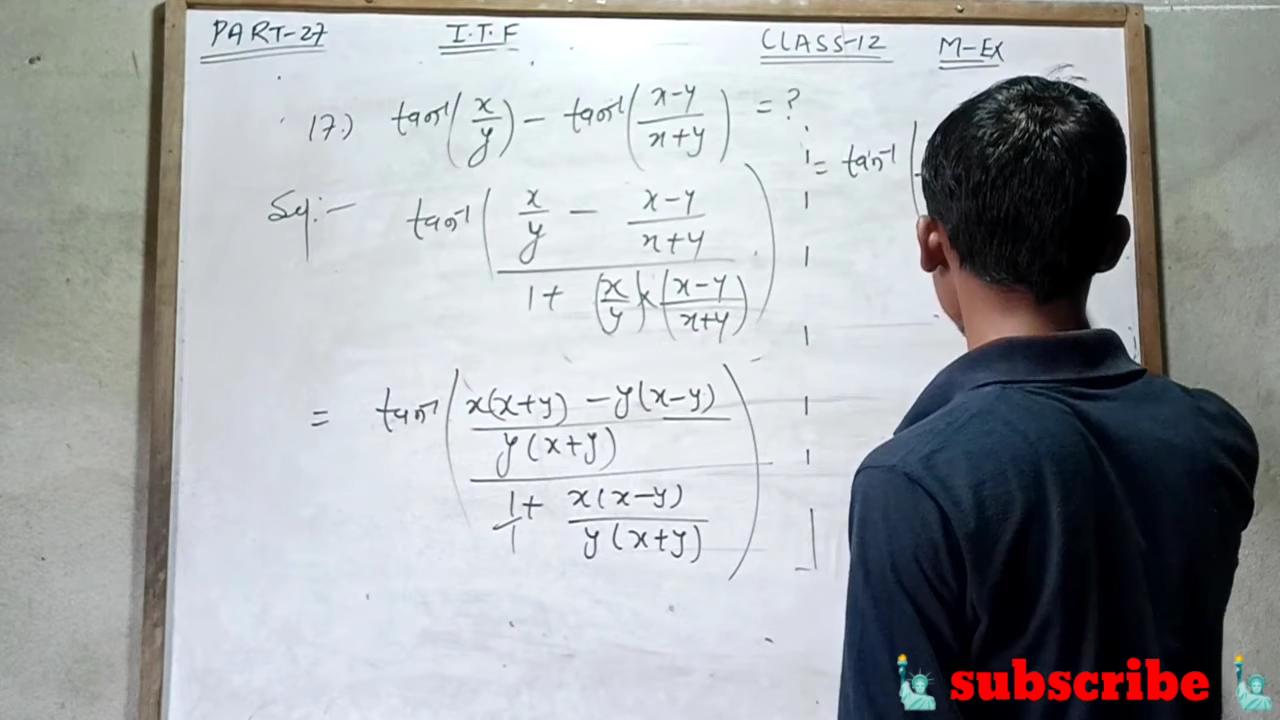 PART-27 I.T.F CLASS-12 M-Ex
17.) tan⁻¹(x/y) - tan⁻¹((x-y)/(x+y)) = ?
Sol:- tan⁻¹((x/y - (x-y)/(x+y))/(1+ (x/y)×((x-y)/(x+y))))
= tan⁻¹(((x(x+y) - y(x-y))/(y(x+y)))/(1/1 + (x(x-y))/(y(x+y))))
= tan⁻¹(
subscribe